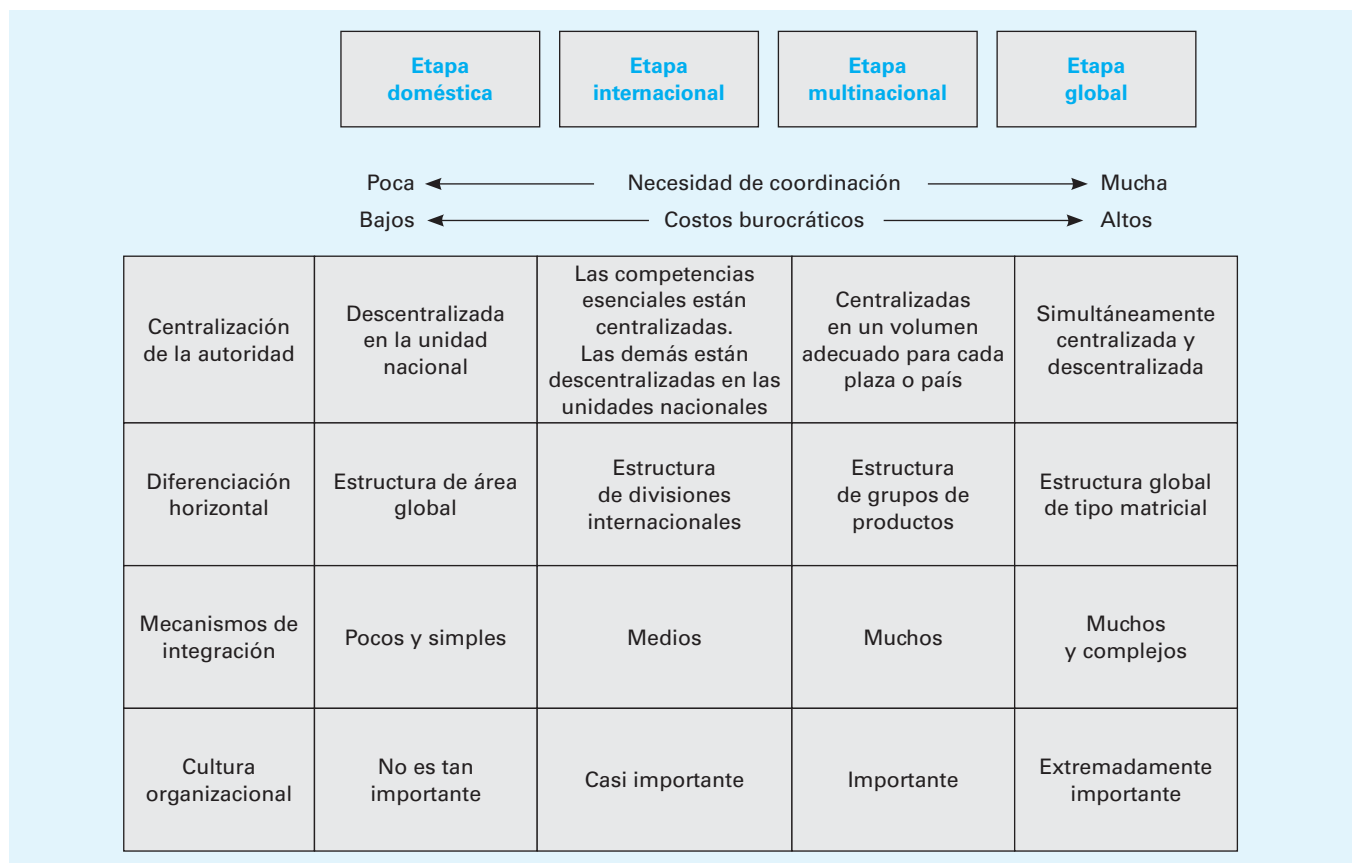 Etapa
doméstica
Etapa
internacional
Etapa
multinacional
Etapa
global
Poca Necesidad de coordinación Mucha
Bajos Costos burocráticos Altos
Centralización
de la autoridad
Descentralizada
en la unidad
nacional
Las competencias
esenciales están
centralizadas.
Las demás están
descentralizadas en las
unidades nacionales
Centralizadas
en un volumen
adecuado para cada
plaza o país
Simultáneamente
centralizada y
descentralizada
Diferenciación
horizontal
Estructura de área
global
Estructura
de divisiones
internacionales
Estructura
de grupos de
productos
Estructura global
de tipo matricial
Mecanismos de
integración
Pocos y simples
Medios
Muchos
Muchos
y complejos
Cultura
organizacional
No es tan
importante
Casi importante
Importante
Extremadamente
importante